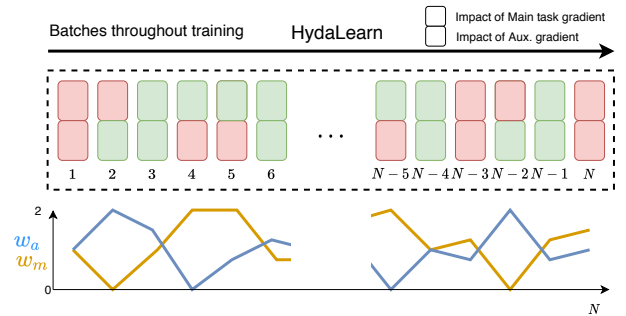 Batches throughout training HydaLearn
Impact of Main task gradient
Impact of Aux. gradient
1 2 3 4 5 6 ... N − 5 N − 4 N − 3 N − 2 N − 1 N
2
w_a
w_m
0
N